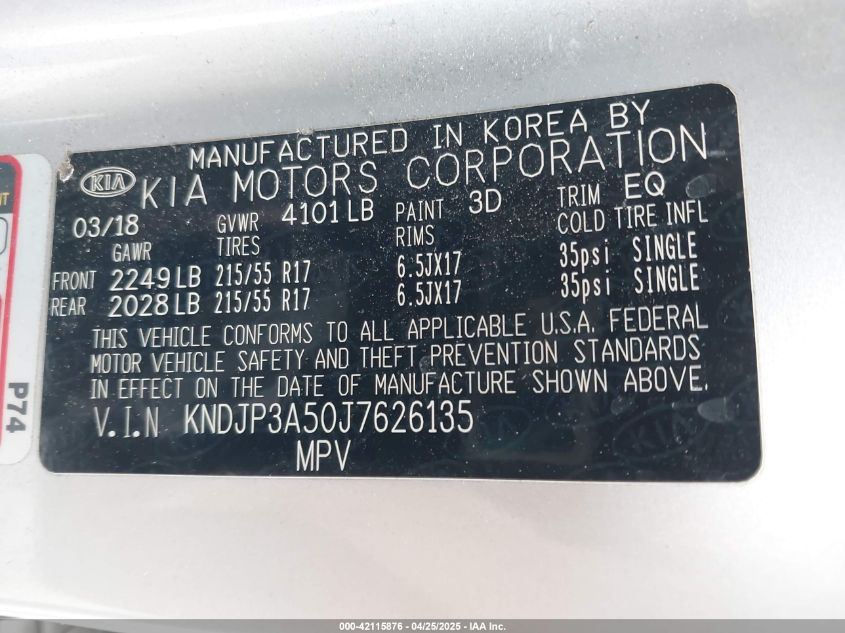 MANUFACTURED IN KOREA BY
KIA KIA MOTORS CORPORATION
03/18 GVWR 4101 LB PAINT 3D TRIM EQ
GAWR TIRES RIMS COLD TIRE INFL
FRONT 2249 LB 215/55 R17 6.5JX17 35psi SINGLE
REAR 2028 LB 215/55 R17 6.5JX17 35psi SINGLE
THIS VEHICLE CONFORMS TO ALL APPLICABLE U.S.A. FEDERAL
MOTOR VEHICLE SAFETY AND THEFT PREVENTION STANDARDS
IN EFFECT ON THE DATE OF MANUFACTURE SHOWN ABOVE.
V.I.N KNDJP3A50J7626135
MPV
P74
000-42115876 - 04/25/2025 - IAA Inc.